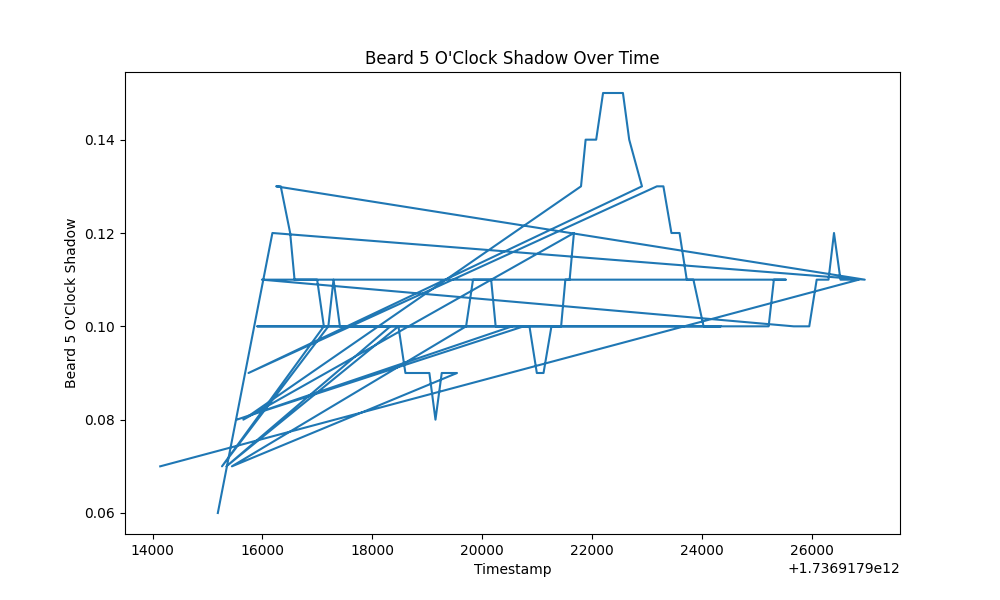 Beard 5 O'Clock Shadow Over Time
Beard 5 O'Clock Shadow
0.14
0.12
0.10
0.08
0.06
14000 16000 18000 20000 22000 24000 26000
Timestamp
+1.7369179e12